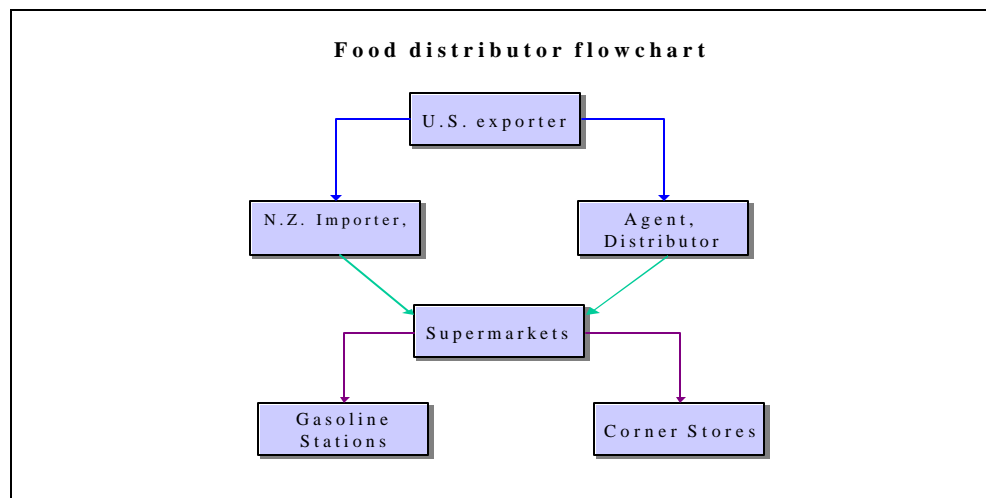 Food distributor flowchart
U.S. exporter
N.Z. Importer,
Agent,
Distributor
Supermarkets
Gasoline
Stations
Corner Stores